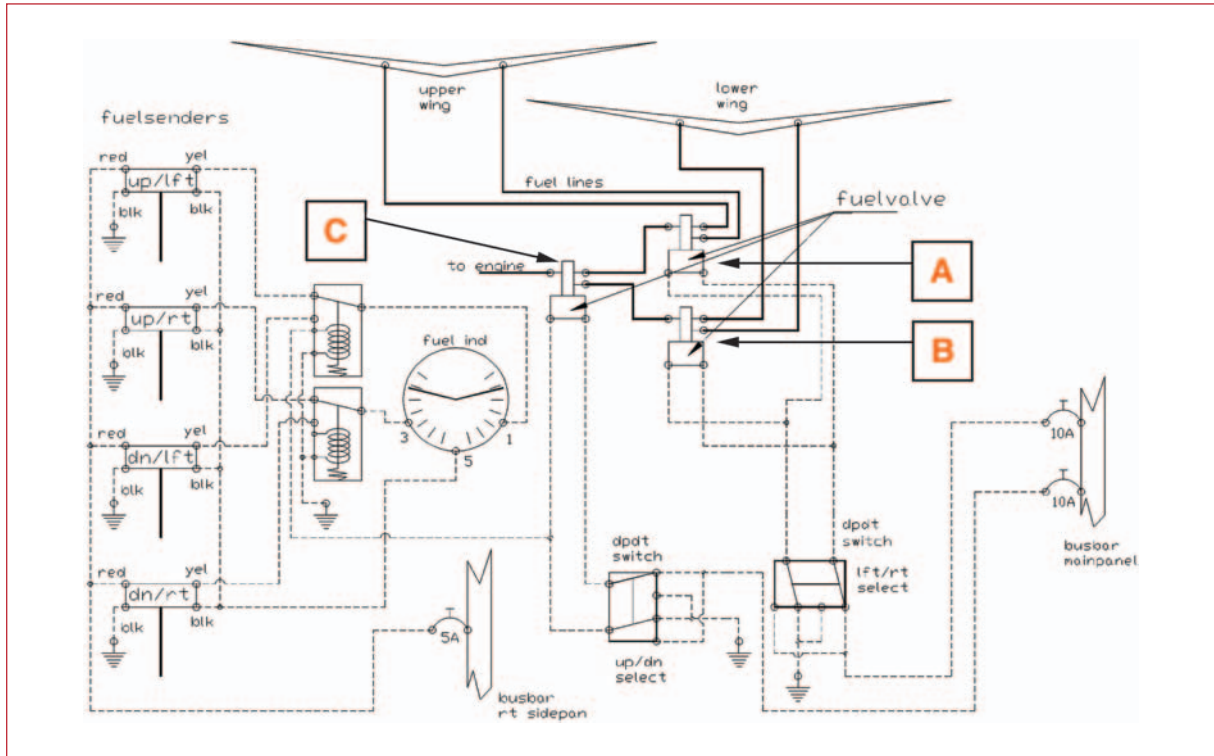 upper
wing
lower
wing
fuelsenders
red
yel
up/lft
blk
blk
fuel lines
fuelvalve
C
to engine
A
B
red
yel
up/rt
blk
blk
fuel ind
3
1
5
red
yel
dn/lft
blk
blk
10A
10A
busbar
mainpanel
dpdt
switch
lft/rt
select
dpdt
switch
up/dn
select
red
yel
dn/rt
blk
blk
5A
busbar
rt sidepan